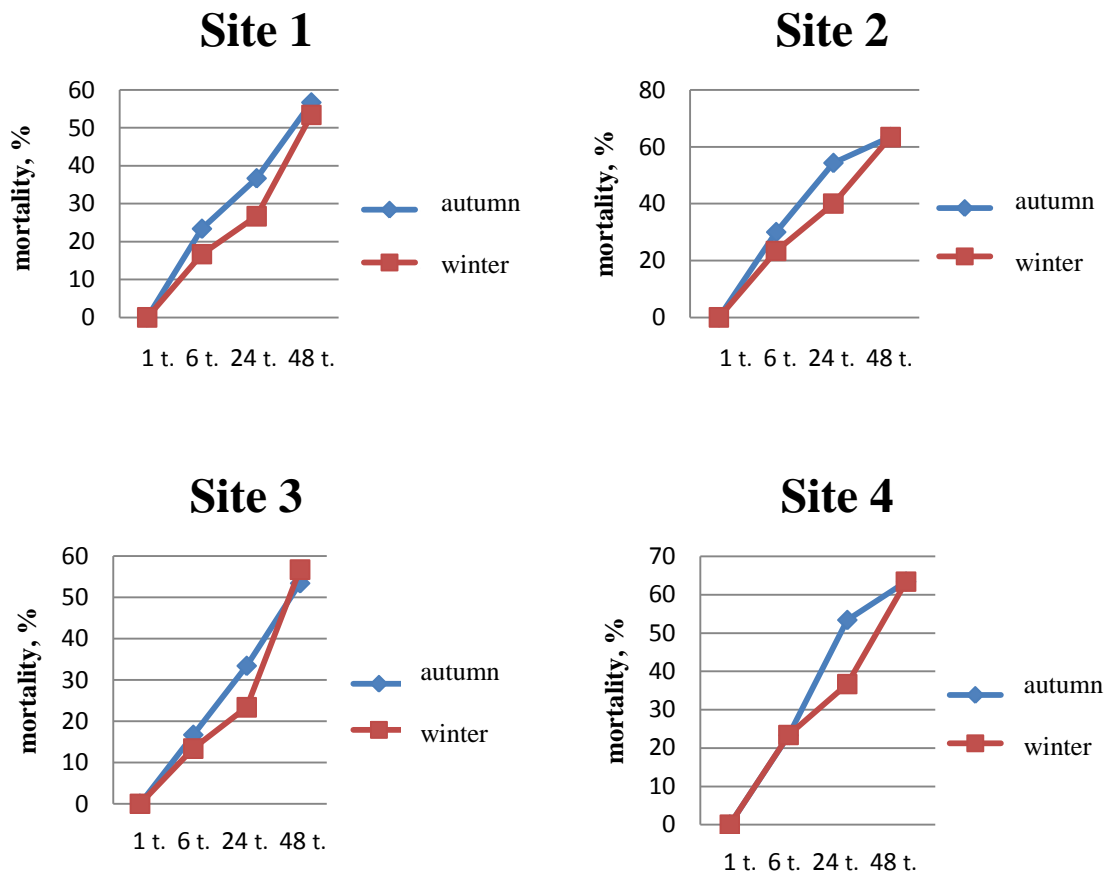 Site 1
mortality, %
60
50
40
30
20
10
0
1 t. 6 t. 24 t. 48 t.
autumn
winter
Site 2
mortality, %
80
60
40
20
0
1 t. 6 t. 24 t. 48 t.
autumn
winter
Site 3
mortality, %
60
50
40
30
20
10
0
1 t. 6 t. 24 t. 48 t.
autumn
winter
Site 4
mortality, %
70
60
50
40
30
20
10
0
1 t. 6 t. 24 t. 48 t.
autumn
winter